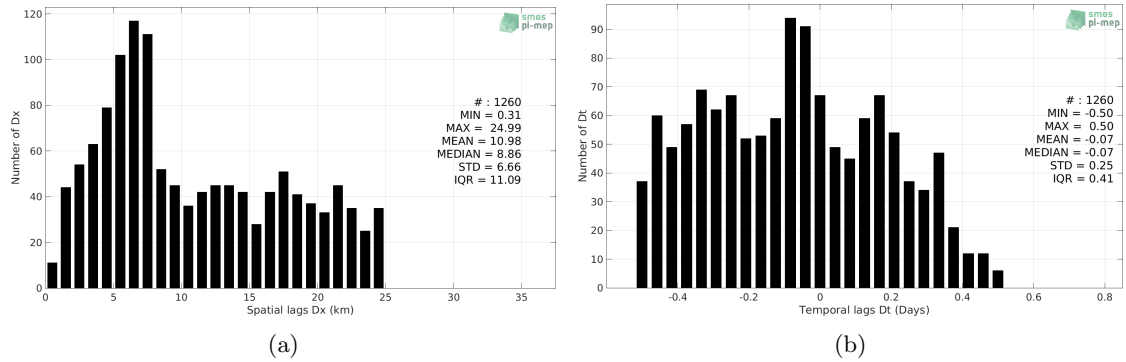 120
100
80
60
40
20
0
Number of Dx
0 5 10 15 20 25 30 35
Spatial lags Dx (km)
smos
pi-mep
# : 1260
MIN = 0.31
MAX = 24.99
MEAN = 10.98
MEDIAN = 8.86
STD = 6.66
IQR = 11.09
(a)
90
80
70
60
50
40
30
20
10
0
Number of Dt
-0.4 -0.2 0 0.2 0.4 0.6 0.8
Temporal lags Dt (Days)
smos
pi-mep
# : 1260
MIN = -0.50
MAX = 0.50
MEAN = -0.07
MEDIAN = -0.07
STD = 0.25
IQR = 0.41
(b)